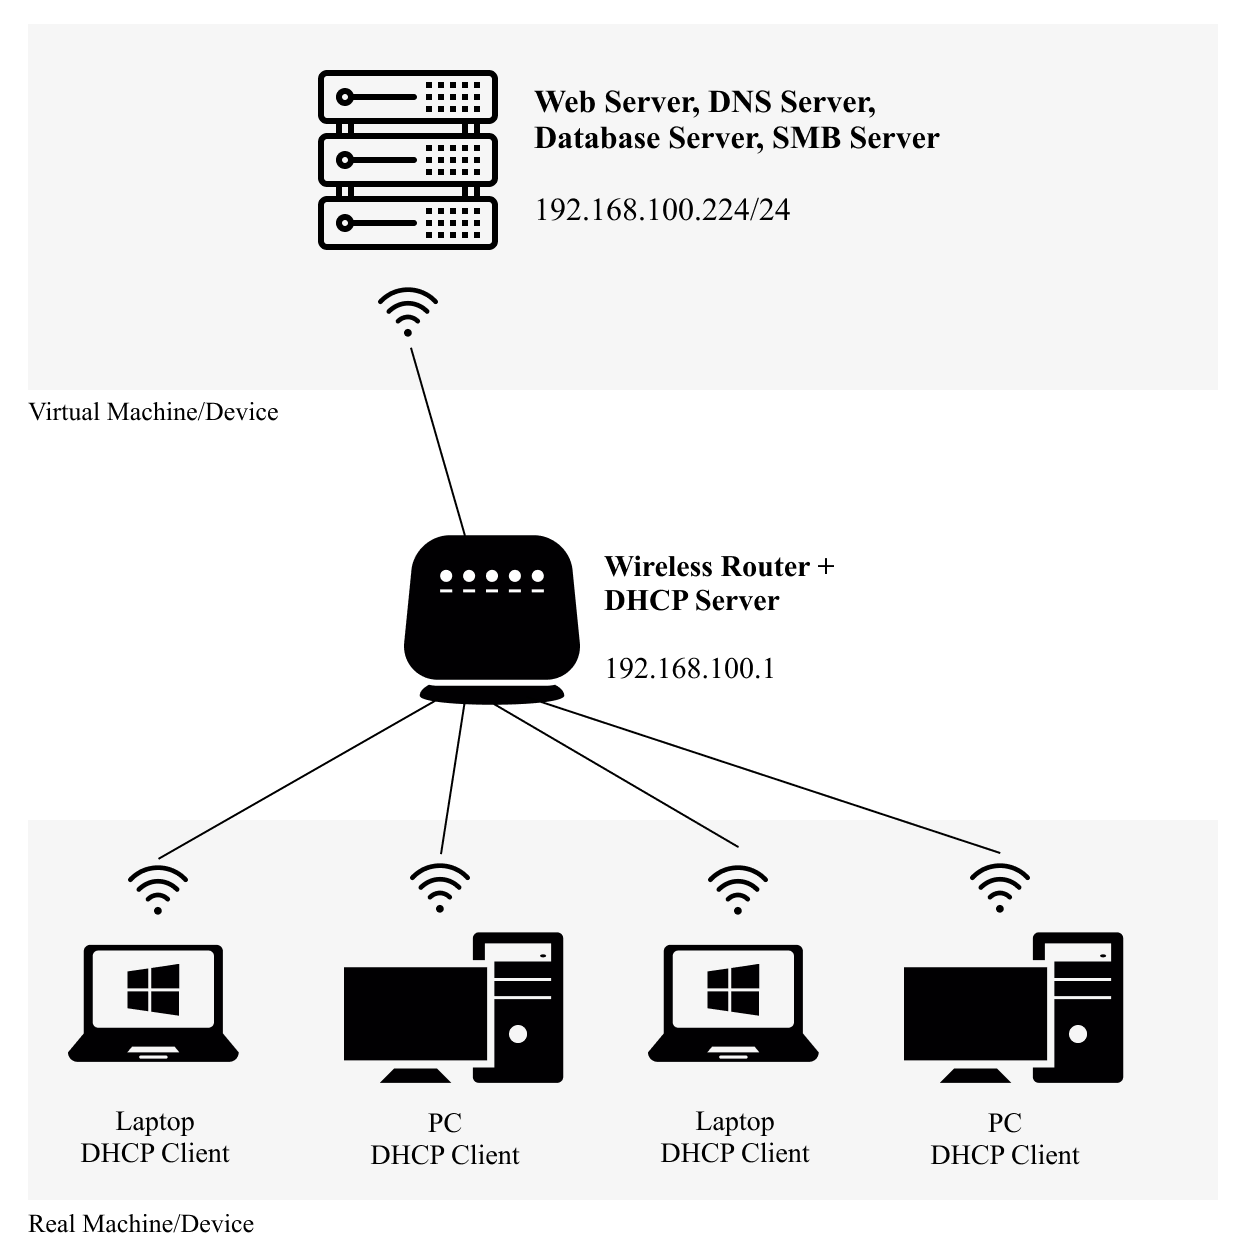 Web Server, DNS Server,
Database Server, SMB Server
192.168.100.224/24
Virtual Machine/Device
Wireless Router +
DHCP Server
192.168.100.1
Laptop
DHCP Client
PC
DHCP Client
Laptop
DHCP Client
PC
DHCP Client
Real Machine/Device